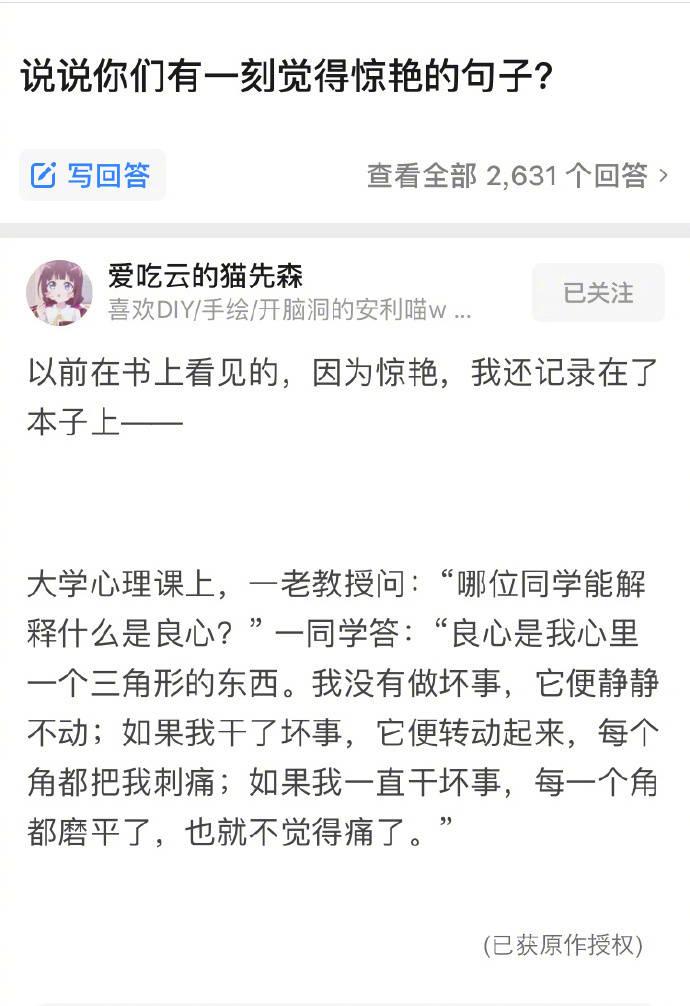 说说你们有一刻觉得惊艳的句子?
写回答
查看全部 2,631 个回答 >
爱吃云的猫先森
喜欢DIY/手绘/开脑洞的安利喵w ...
已关注
以前在书上看见的，因为惊艳，我还记录在了
本子上——
大学心理课上，一老教授问：“哪位同学能解
释什么是良心？”一同学答：“良心是我心里
一个三角形的东西。我没有做坏事，它便静静
不动；如果我干了坏事，它便转动起来，每个
角都把我刺痛；如果我一直干坏事，每一个角
都磨平了，也就不觉得痛了。”
(已获原作授权)